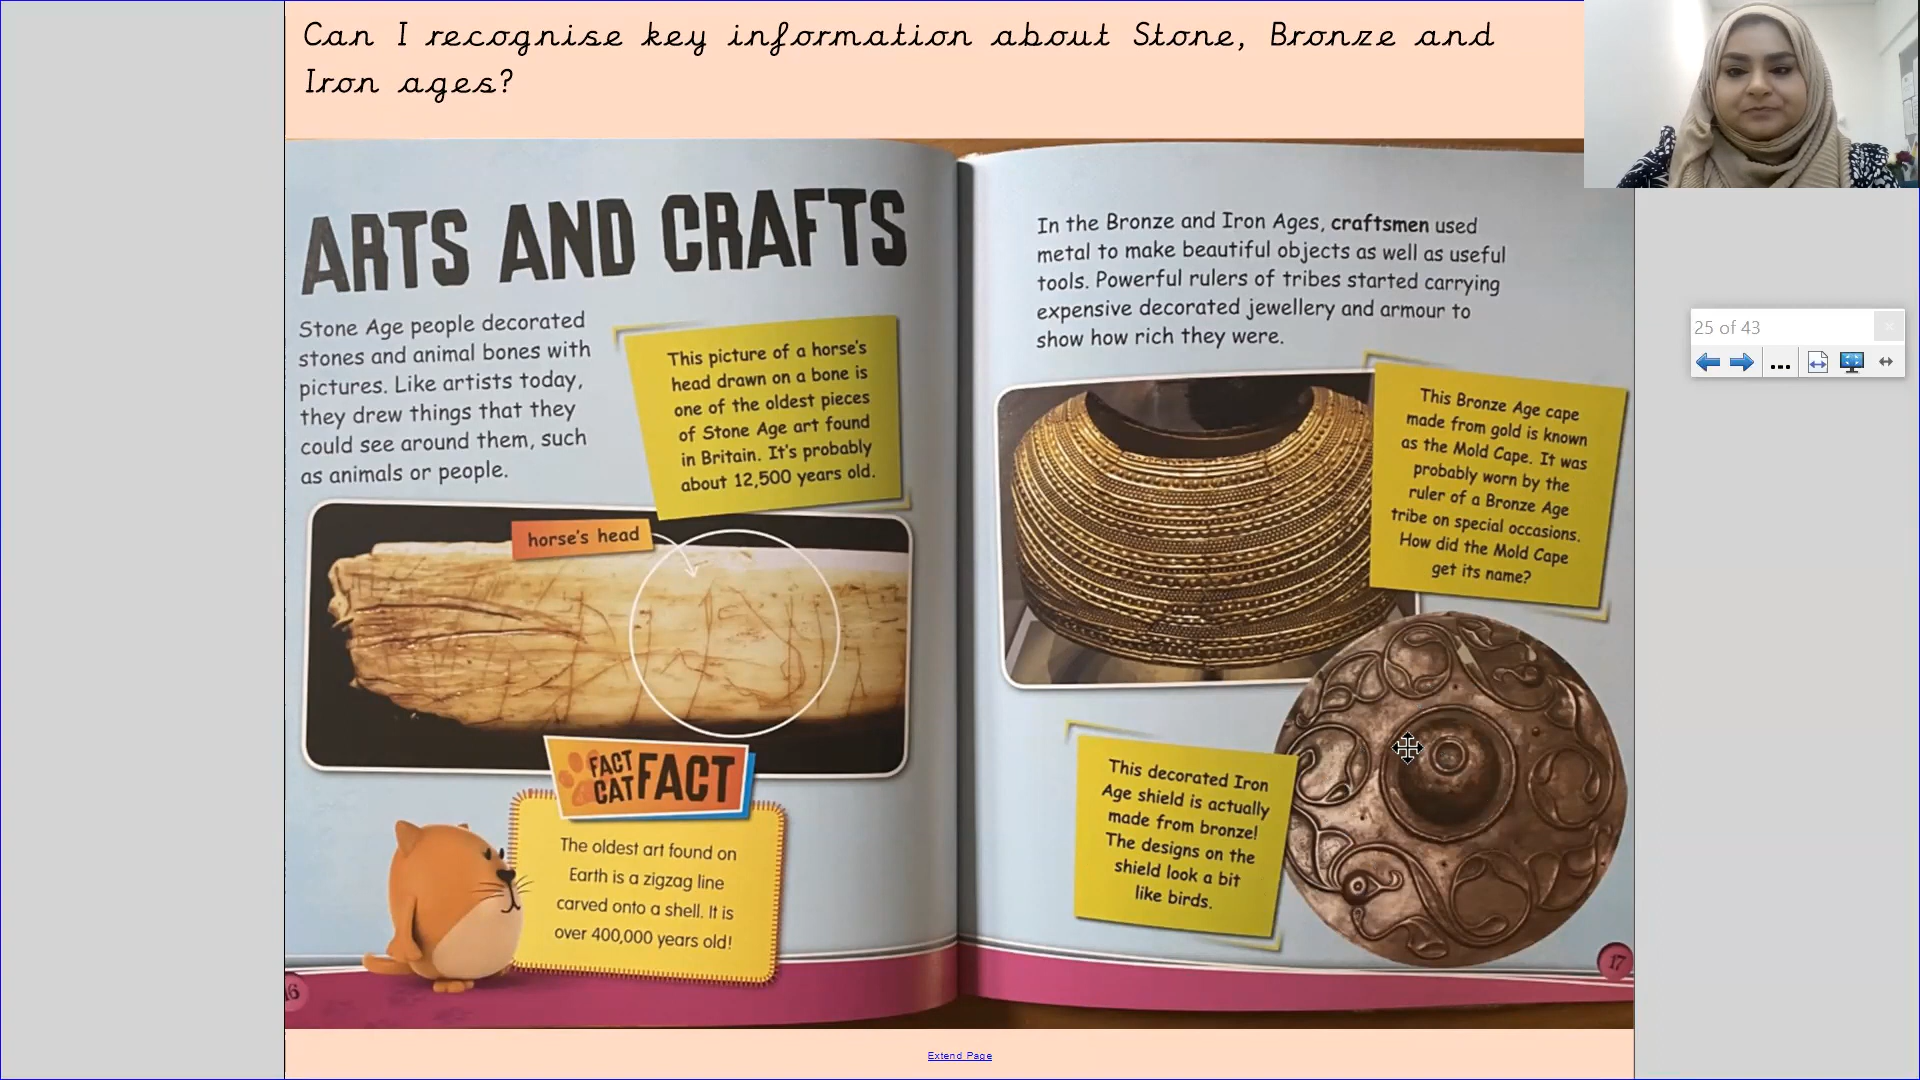 Can I recognise key information about Stone, Bronze and
Iron ages?
ARTS AND CRAFTS
Stone Age people decorated
stones and animal bones with
pictures. Like artists today,
they drew things that they
could see around them, such
as animals or people.
This picture of a horse's
head drawn on a bone is
one of the oldest pieces
of Stone Age art found
in Britain. It's probably
about 12,500 years old.
horse's head
FACT
CAT FACT
The oldest art found on
Earth is a zigzag line
carved onto a shell. It is
over 400,000 years old!
16
In the Bronze and Iron Ages, craftsmen used
metal to make beautiful objects as well as useful
tools. Powerful rulers of tribes started carrying
expensive decorated jewellery and armour to
show how rich they were.
This Bronze Age cape
made from gold is known
as the Mold Cape. It was
probably worn by the
ruler of a Bronze Age
tribe on special occasions.
How did the Mold Cape
get its name?
This decorated Iron
Age shield is actually
made from bronze!
The designs on the
shield look a bit
like birds.
17
25 of 43
...
Extend Page